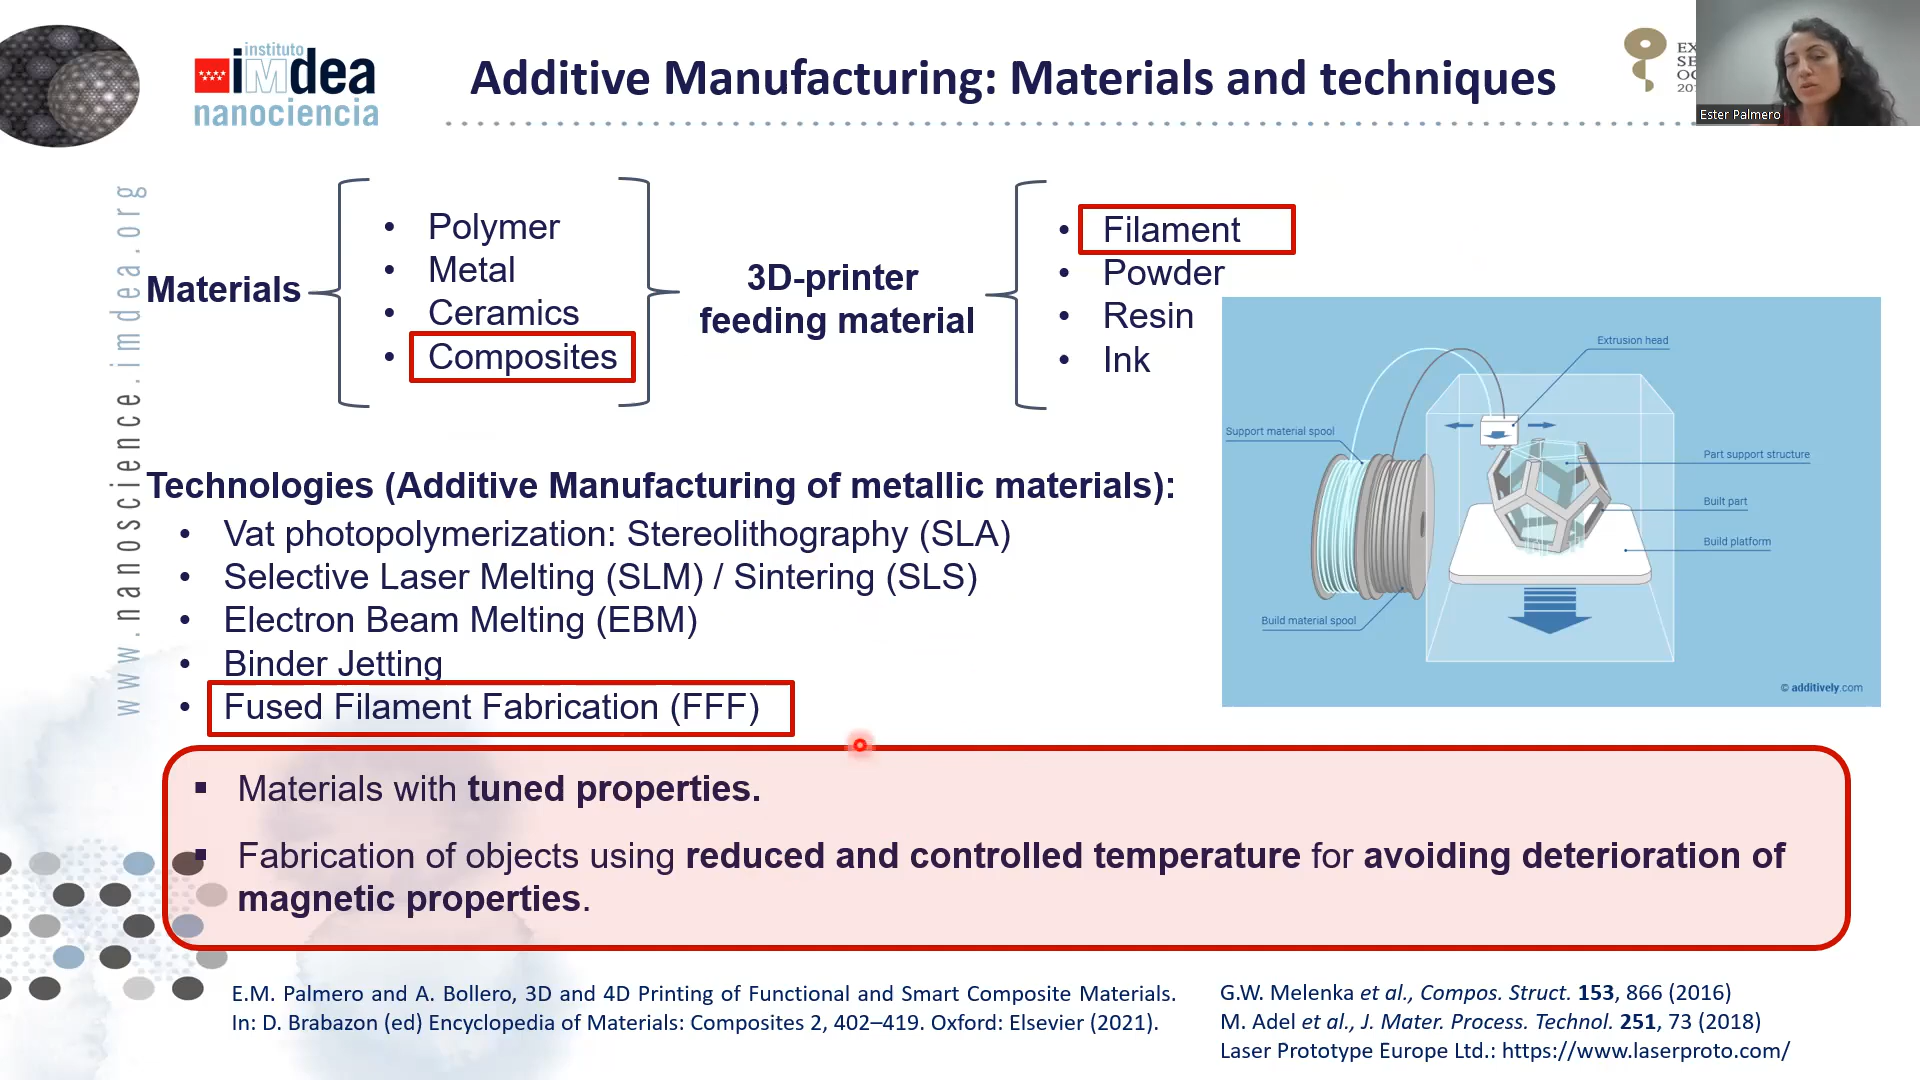 instituto
imdea
nanociencia
Additive Manufacturing: Materials and techniques
Ester Palmero
www.nanoscience.imdea.org
Materials
• Polymer
• Metal
• Ceramics
• Composites
3D-printer
feeding material
• Filament
• Powder
• Resin
• Ink
Extrusion head
Support material spool
Part support structure
Built part
Build platform
Build material spool
© additively.com
Technologies (Additive Manufacturing of metallic materials):
• Vat photopolymerization: Stereolithography (SLA)
• Selective Laser Melting (SLM) / Sintering (SLS)
• Electron Beam Melting (EBM)
• Binder Jetting
• Fused Filament Fabrication (FFF)
▪ Materials with tuned properties.
▪ Fabrication of objects using reduced and controlled temperature for avoiding deterioration of
magnetic properties.
E.M. Palmero and A. Bollero, 3D and 4D Printing of Functional and Smart Composite Materials.
In: D. Brabazon (ed) Encyclopedia of Materials: Composites 2, 402–419. Oxford: Elsevier (2021).
G.W. Melenka et al., Compos. Struct. 153, 866 (2016)
M. Adel et al., J. Mater. Process. Technol. 251, 73 (2018)
Laser Prototype Europe Ltd.: https://www.laserproto.com/